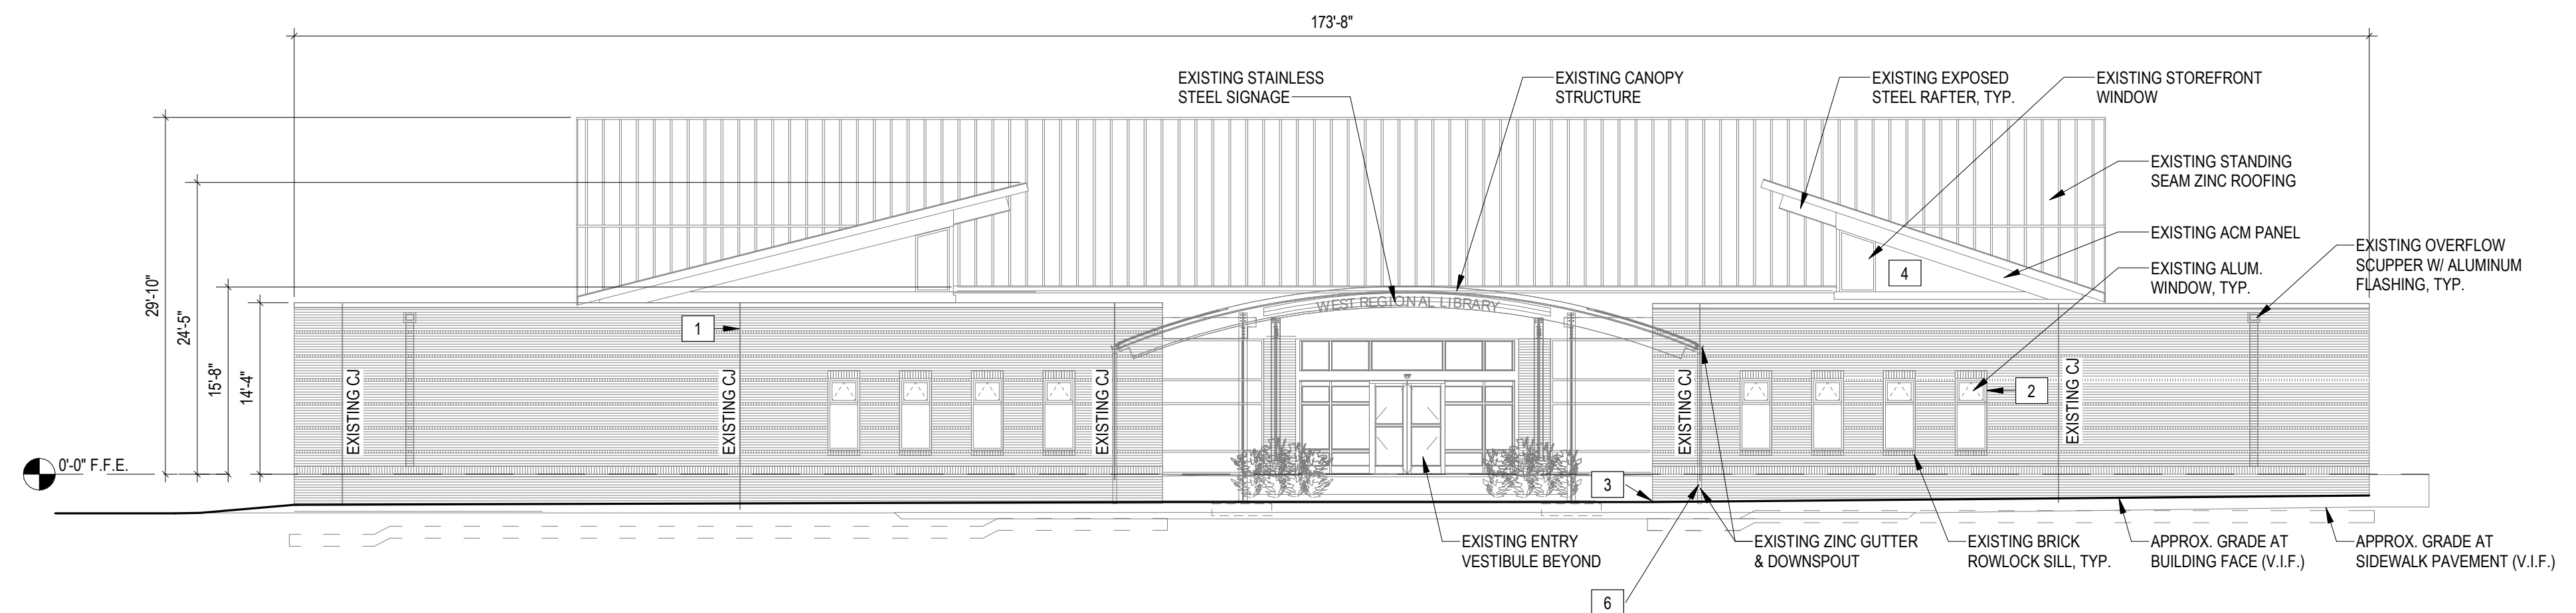 173'-8"
EXISTING STAINLESS
STEEL SIGNAGE
EXISTING CANOPY
STRUCTURE
EXISTING EXPOSED
STEEL RAFTER, TYP.
EXISTING STOREFRONT
WINDOW
EXISTING STANDING
SEAM ZINC ROOFING
EXISTING ACM PANEL
EXISTING ALUM.
WINDOW, TYP.
EXISTING OVERFLOW
SCUPPER W/ ALUMINUM
FLASHING, TYP.
29'-10"
24'-5"
15'-8"
14'-4"
0'-0" F.F.E.
WEST REGIONAL LIBRARY
1
4
2
3
6
EXISTING CJ
EXISTING CJ
EXISTING CJ
EXISTING CJ
EXISTING CJ
EXISTING ENTRY
VESTIBULE BEYOND
EXISTING ZINC GUTTER
& DOWNSPOUT
EXISTING BRICK
ROWLOCK SILL, TYP.
APPROX. GRADE AT
BUILDING FACE (V.I.F.)
APPROX. GRADE AT
SIDEWALK PAVEMENT (V.I.F.)